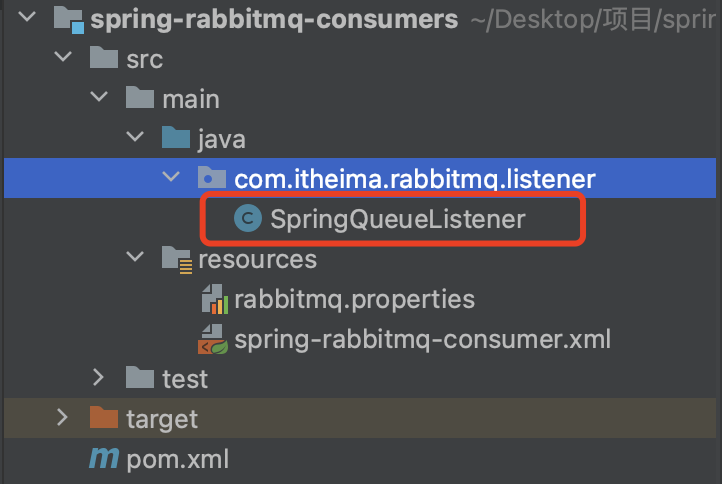 spring-rabbitmq-consumers ~/Desktop/项目/sprin
src
main
java
com.itheima.rabbitmq.listener
C SpringQueueListener
resources
rabbitmq.properties
spring-rabbitmq-consumer.xml
test
target
m pom.xml